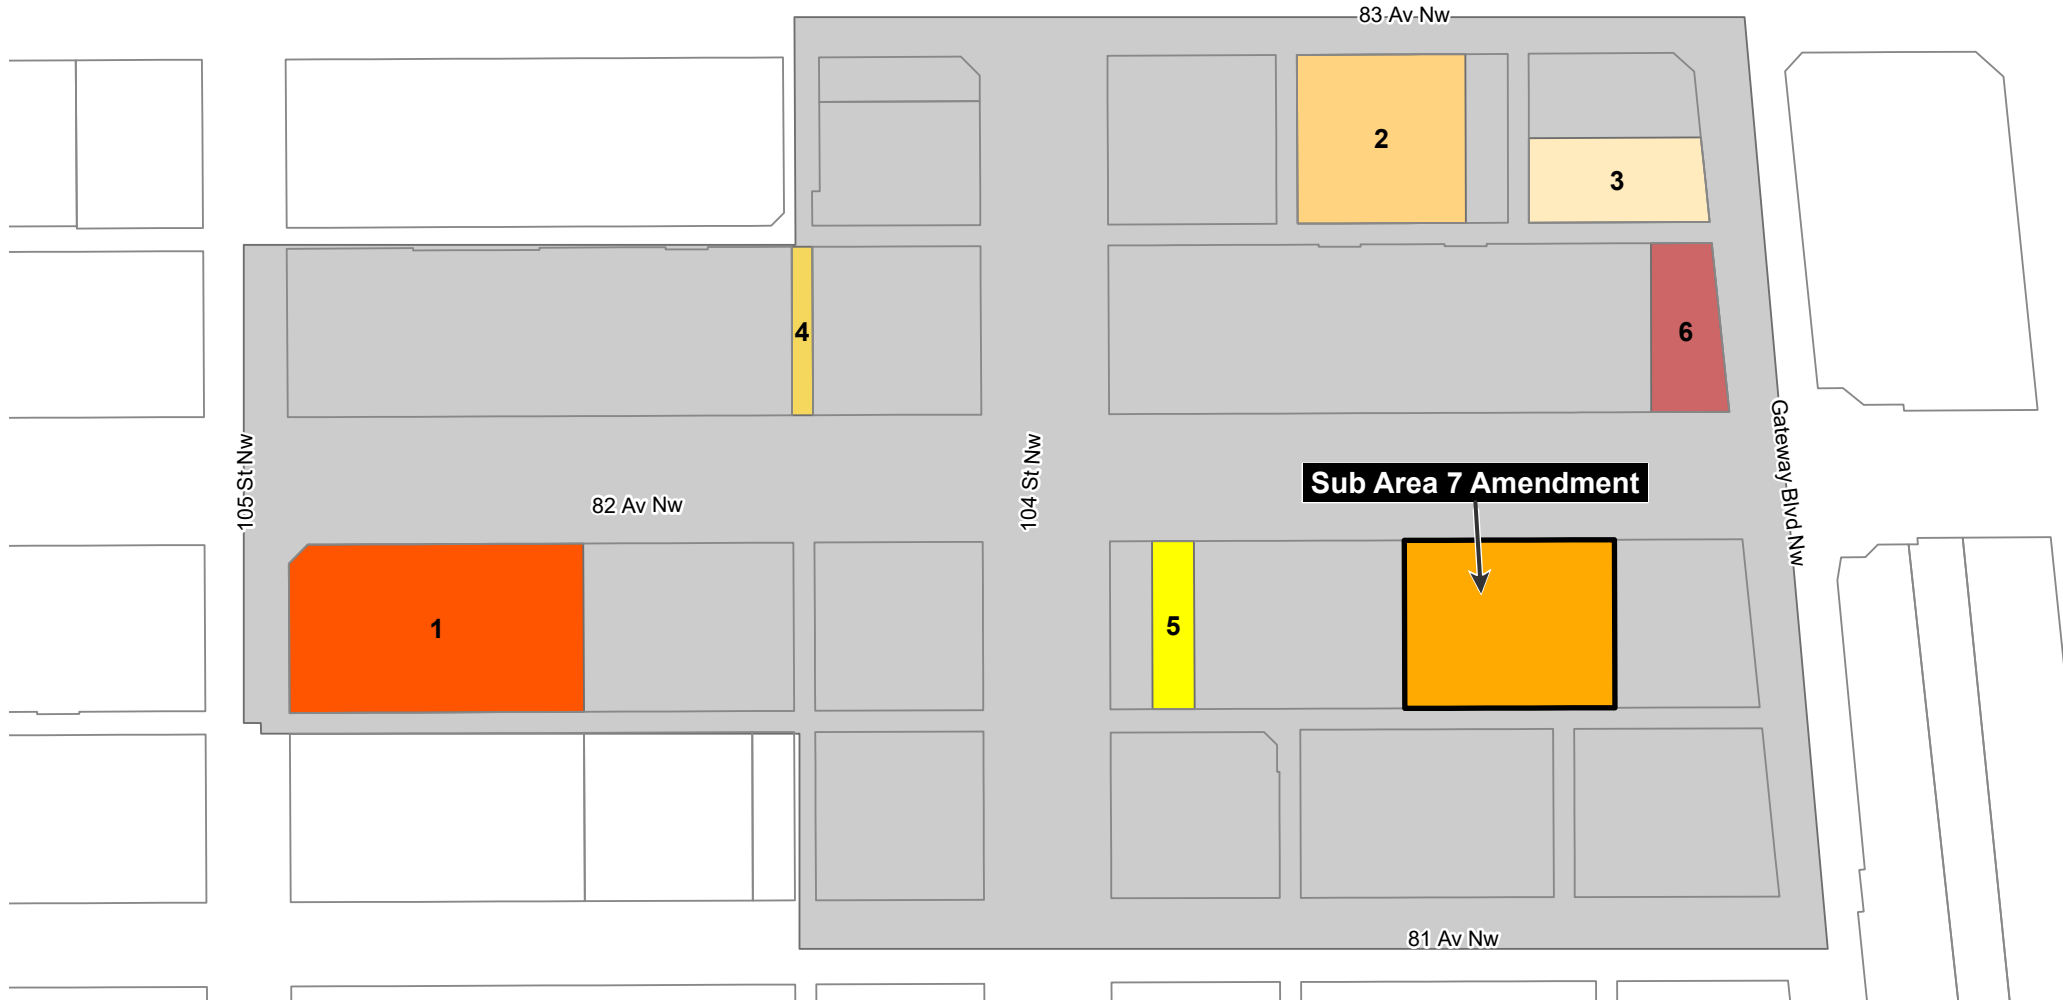 83 Av Nw
2
3
4
6
105 St Nw
104 St Nw
Gateway Blvd Nw
Sub Area 7 Amendment
82 Av Nw
1
5
81 Av Nw